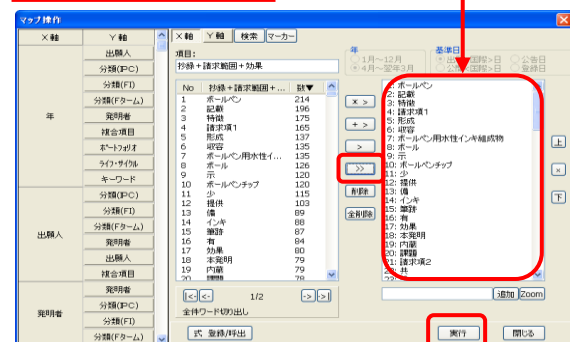 マップ操作
X 軸 Y 軸
出願人
分類(IPC)
分類(FI)
分類(Fターム)
年 発明者
複合項目
ポートフォリオ
ライフ・サイクル
キーワード
分類(IPC)
分類(FI)
分類(Fターム)
出願人 発明者
出願人
複合項目
発明者
分類(IPC)
発明者 分類(FI)
分類(Fターム)
X 軸 Y 軸 検索 マーカー
項目:
抄録+請求範囲+効果
年
1月~12月
4月~翌年3月
基準日
公告日
登録日
No 抄録+請求範囲+... 数▼
1 ボールペン 214
2 記載 196
3 特徴 175
4 請求項1 165
5 形成 137
6 収容 135
7 ボールペン用水性イ... 135
8 ボール 126
9 示 120
10 ボールペンチップ 120
11 少 115
12 提供 103
13 備 89
14 インキ 88
15 筆跡 87
16 有 84
17 効果 80
18 本発明 79
19 内蔵 79
20 課題 78
|<- <- 1/2 -> ->|
全件ワード切り出し
式 登録/呼出
× >
+ >
>
>>
削除
全削除
1: ボールペン
2: 記載
3: 特徴
4: 請求項1
5: 形成
6: 収容
7: ボールペン用水性インキ組成物
8: ボール
9: 示
10: ボールペンチップ
11: 少
12: 提供
13: 備
14: インキ
15: 筆跡
16: 有
17: 効果
18: 本発明
19: 内蔵
20: 課題
21: 請求項2
22: 共
上
×
下
追加 Zoom
実行 閉じる